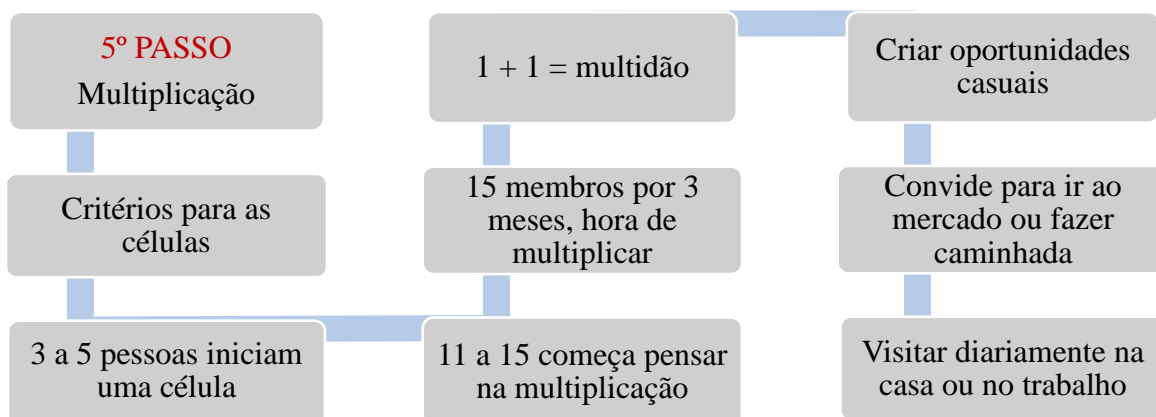 5º PASSO
Multiplicação
Critérios para as
células
3 a 5 pessoas iniciam
uma célula
11 a 15 começa pensar
na multiplicação
15 membros por 3
meses, hora de
multiplicar
1 + 1 = multidão
Criar oportunidades
casuais
Convide para ir ao
mercado ou fazer
caminhada
Visitar diariamente na
casa ou no trabalho